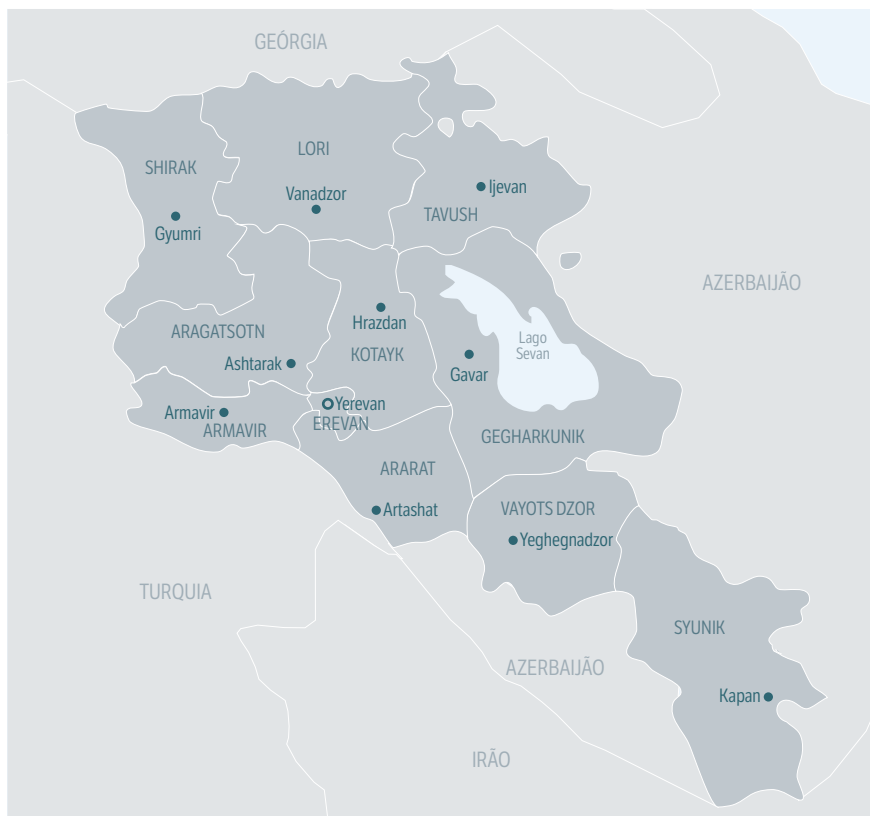 GEÓRGIA
LORI
SHIRAK
Vanadzor
Ijevan
TAVUSH
Gyumri
AZERBAIJÃO
Hrazdan
ARAGATSOTN
Lago
Sevan
KOTAYK
Ashtarak
Gavar
Yerevan
Armavir
EREVAN
ARMAVIR
GEGHARKUNIK
ARARAT
Artashat
VAYOTS DZOR
Yeghegnadzor
TURQUIA
SYUNIK
AZERBAIJÃO
Kapan
IRÃO